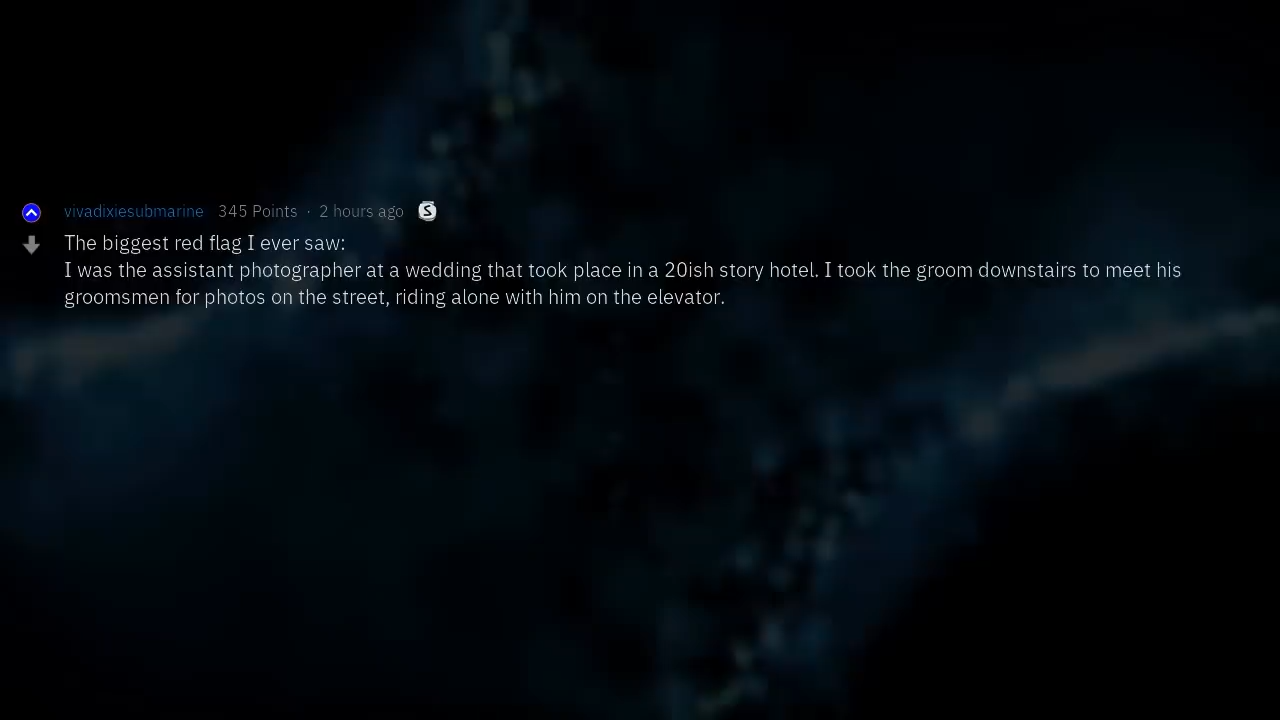 vivadixiesubmarine 345 Points · 2 hours ago S
The biggest red flag I ever saw:
I was the assistant photographer at a wedding that took place in a 20ish story hotel. I took the groom downstairs to meet his
groomsmen for photos on the street, riding alone with him on the elevator.